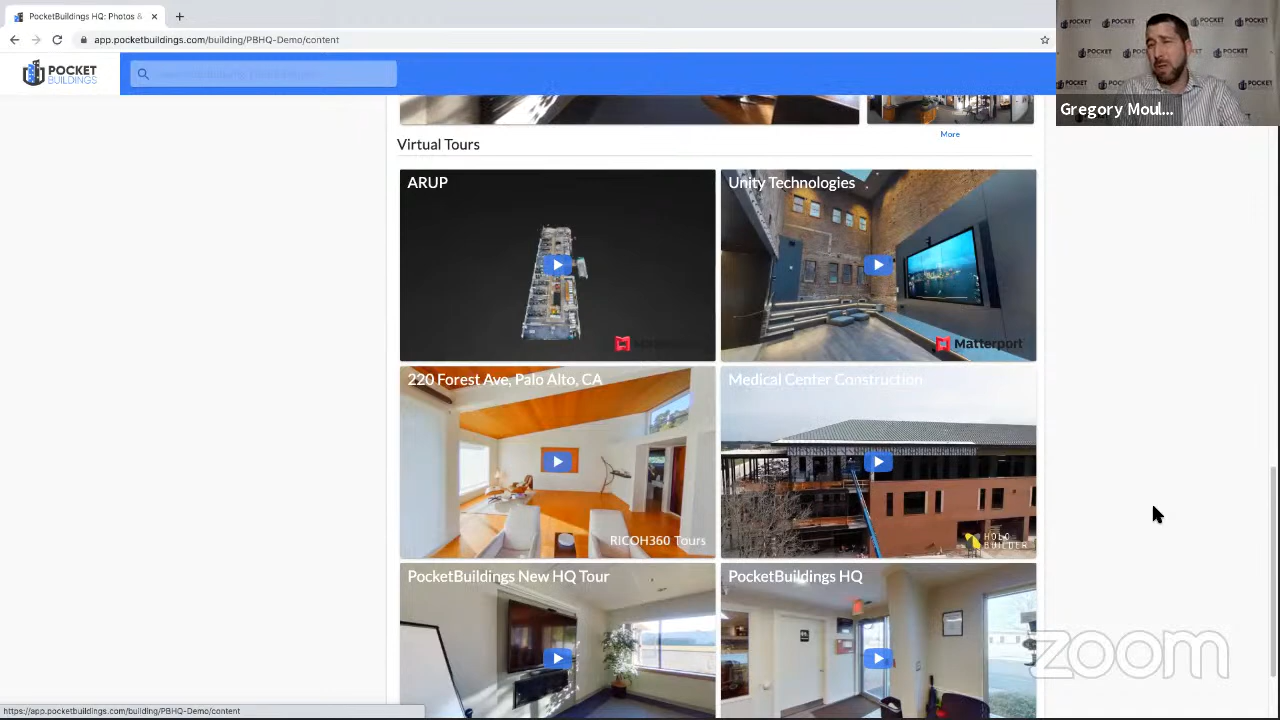 PocketBuildings HQ: Photos &
app.pocketbuildings.com/building/PBHQ-Demo/content
POCKET
BUILDINGS
Gregory Moul...
More
Virtual Tours
ARUP
Unity Technologies
Matterport
220 Forest Ave, Palo Alto, CA
Medical Center Construction
RICOH360 Tours
HOLO
BUILDER
PocketBuildings New HQ Tour
PocketBuildings HQ
zoom
https://app.pocketbuildings.com/building/PBHQ-Demo/content